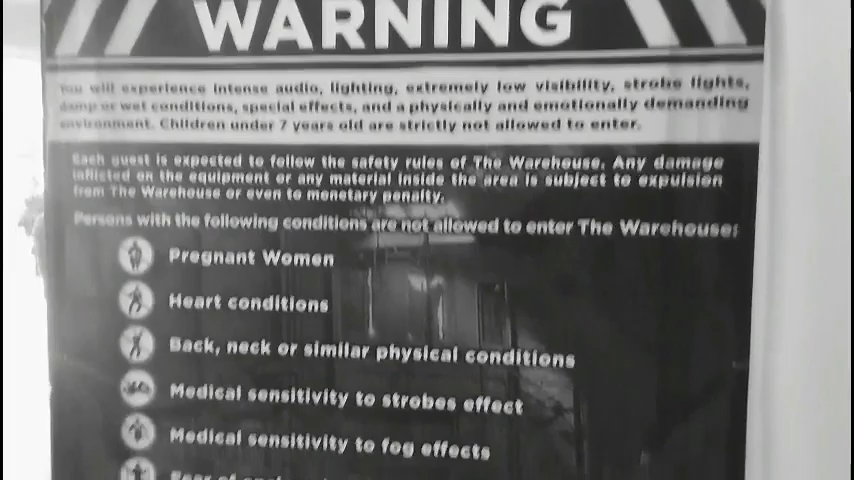 WARNING
You will experience intense audio, lighting, extremely low visibility, strobe lights,
damp or wet conditions, special effects, and a physically and emotionally demanding
environment. Children under 7 years old are strictly not allowed to enter.
Each guest is expected to follow the safety rules of The Warehouse. Any damage
inflicted on the equipment or any material inside the area is subject to expulsion
from The Warehouse or even to monetary penalty.
Persons with the following conditions are not allowed to enter The Warehouse:
Pregnant Women
Heart conditions
Back, neck or similar physical conditions
Medical sensitivity to strobes effect
Medical sensitivity to fog effects
Fear of